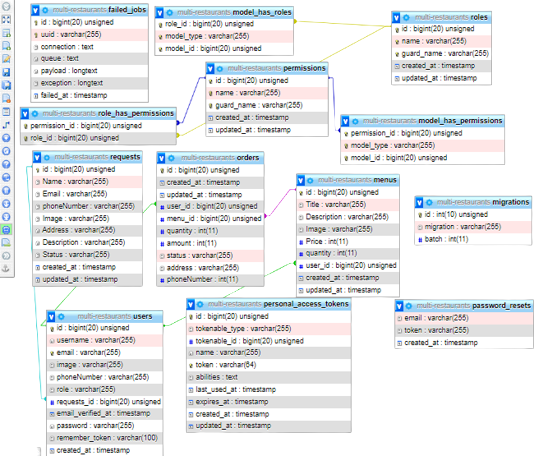 multi-restaurants failed_jobs
id : bigint(20) unsigned
uuid : varchar(255)
connection : text
queue : text
payload : longtext
exception : longtext
failed_at : timestamp
multi-restaurants model_has_roles
role_id : bigint(20) unsigned
model_type : varchar(255)
model_id : bigint(20) unsigned
multi-restaurants roles
id : bigint(20) unsigned
name : varchar(255)
guard_name : varchar(255)
created_at : timestamp
updated_at : timestamp
multi-restaurants permissions
id : bigint(20) unsigned
name : varchar(255)
guard_name : varchar(255)
created_at : timestamp
updated_at : timestamp
multi-restaurants role_has_permissions
permission_id : bigint(20) unsigned
role_id : bigint(20) unsigned
multi-restaurants model_has_permissions
permission_id : bigint(20) unsigned
model_type : varchar(255)
model_id : bigint(20) unsigned
multi-restaurants requests
id : bigint(20) unsigned
Name : varchar(255)
Email : varchar(255)
phoneNumber : varchar(255)
Image : varchar(255)
Address : varchar(255)
Description : varchar(255)
Status : varchar(255)
created_at : timestamp
updated_at : timestamp
multi-restaurants orders
id : bigint(20) unsigned
created_at : timestamp
updated_at : timestamp
user_id : bigint(20) unsigned
menu_id : bigint(20) unsigned
quantity : int(11)
amount : int(11)
status : varchar(255)
address : varchar(255)
phoneNumber : int(11)
multi-restaurants menus
id : bigint(20) unsigned
Title : varchar(255)
Description : varchar(255)
Image : varchar(255)
Price : int(11)
quantity : int(11)
user_id : bigint(20) unsigned
created_at : timestamp
updated_at : timestamp
multi-restaurants migrations
id : int(10) unsigned
migration : varchar(255)
batch : int(11)
multi-restaurants users
id : bigint(20) unsigned
username : varchar(255)
email : varchar(255)
image : varchar(255)
phoneNumber : varchar(255)
role : varchar(255)
requests_id : bigint(20) unsigned
email_verified_at : timestamp
password : varchar(255)
remember_token : varchar(100)
created_at : timestamp
multi-restaurants personal_access_tokens
id : bigint(20) unsigned
tokenable_type : varchar(255)
tokenable_id : bigint(20) unsigned
name : varchar(255)
token : varchar(64)
abilities : text
last_used_at : timestamp
expires_at : timestamp
created_at : timestamp
updated_at : timestamp
multi-restaurants password_resets
email : varchar(255)
token : varchar(255)
created_at : timestamp